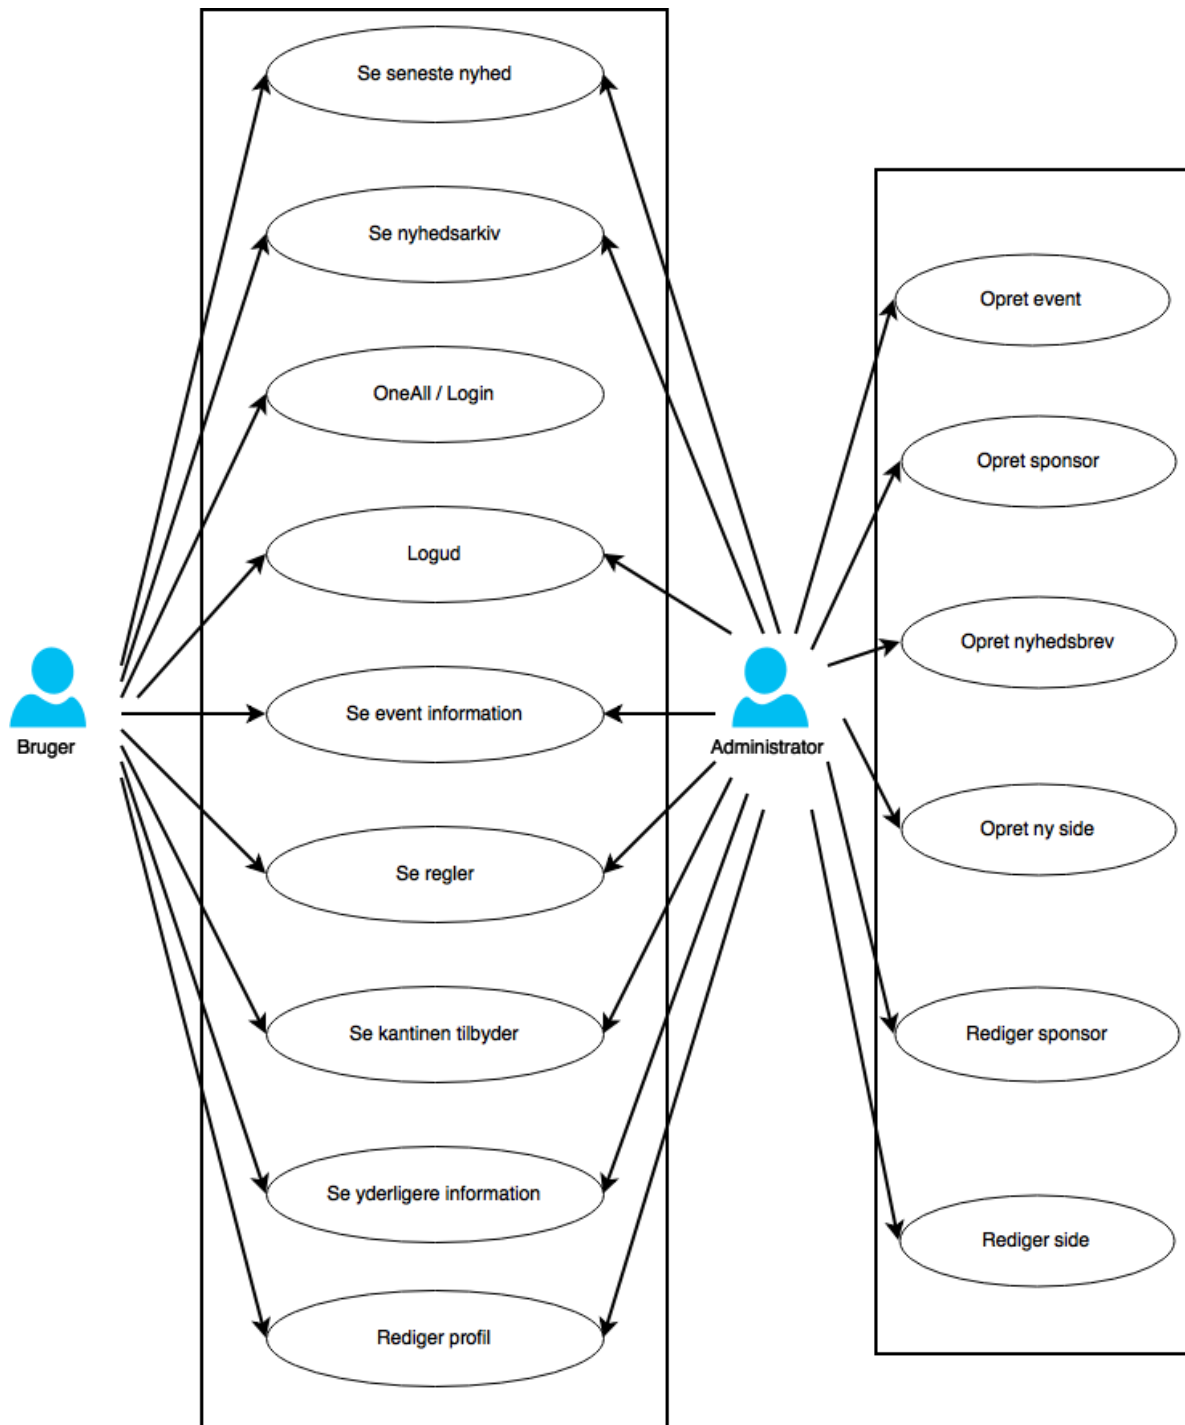 Se seneste nyhed
Se nyhedsarkiv
OneAll / Login
Logud
Se event information
Se regler
Se kantinen tilbyder
Se yderligere information
Rediger profil
Bruger
Administrator
Opret event
Opret sponsor
Opret nyhedsbrev
Opret ny side
Rediger sponsor
Rediger side